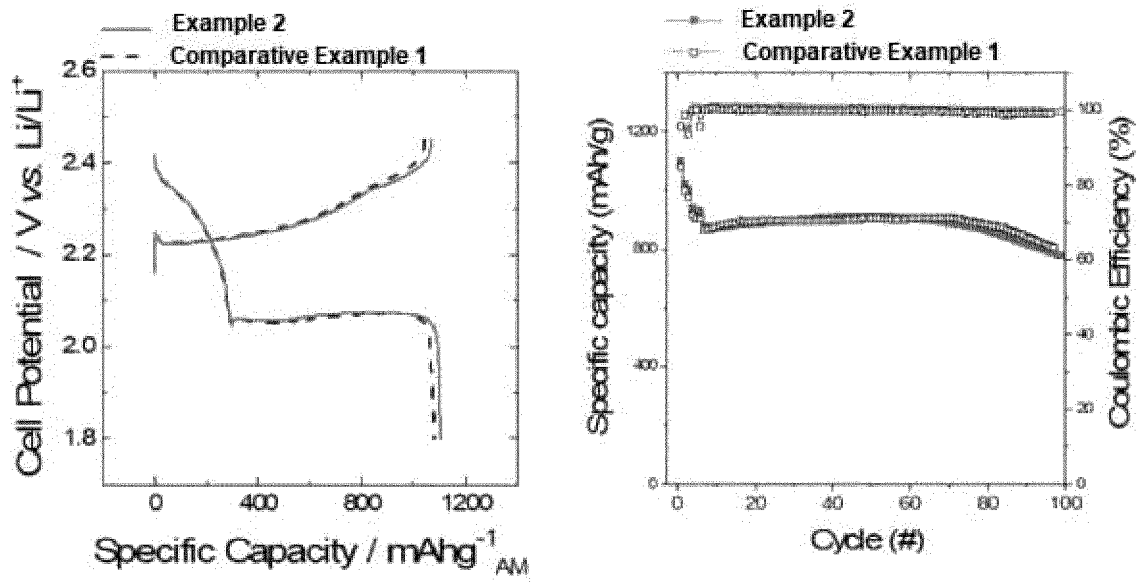 Example 2
Comparative Example 1
2.6
2.4
2.2
2.0
1.8
Cell Potential / V vs. Li/Li+
0 400 800 1200
Specific Capacity / mAhg-1 AM
Example 2
Comparative Example 1
1200
800
400
0
Specific capacity (mAh/g)
100
80
60
40
20
0
Coulombic Efficiency (%)
0 20 40 60 80 100
Cycle (#)